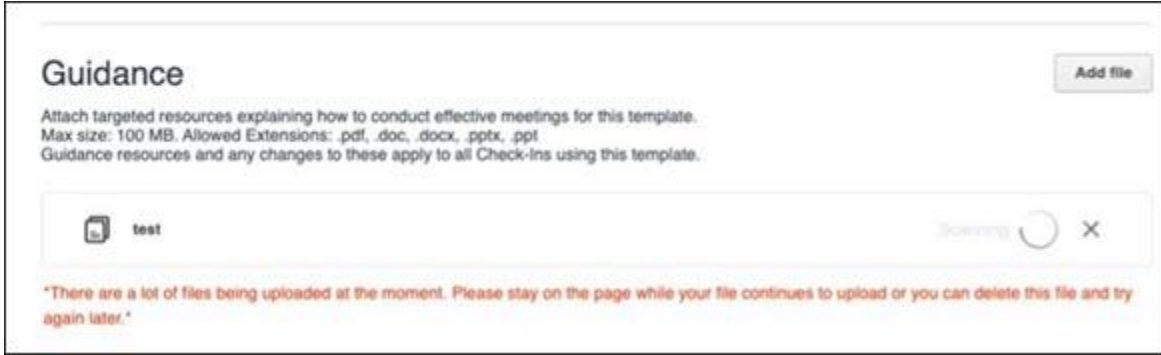 Guidance
Add file
Attach targeted resources explaining how to conduct effective meetings for this template.
Max size: 100 MB. Allowed Extensions: .pdf, .doc, .docx, .pptx, .ppt
Guidance resources and any changes to these apply to all Check-Ins using this template.
test
Scanning
*There are a lot of files being uploaded at the moment. Please stay on the page while your file continues to upload or you can delete this file and try
again later.*